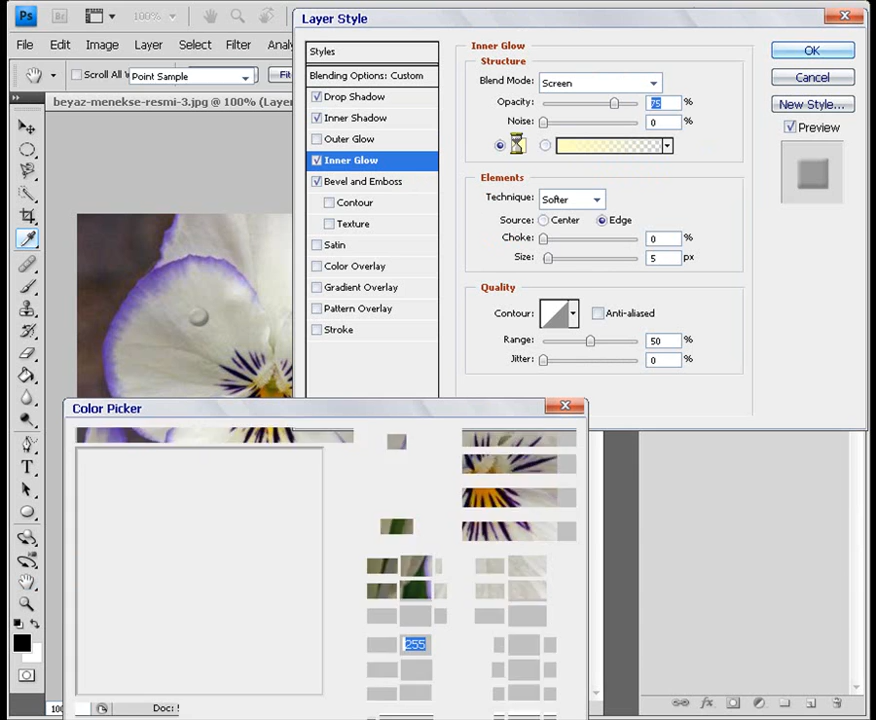 Ps Br 100%
Layer Style
File Edit Image Layer Select Filter
Scroll All Point Sample
beyaz-menekse-resmi-3.jpg @ 100% (Layer
Styles
Blending Options: Custom
Drop Shadow
Inner Shadow
Outer Glow
Inner Glow
Bevel and Emboss
Contour
Texture
Satin
Color Overlay
Gradient Overlay
Pattern Overlay
Stroke
Inner Glow
Structure
Blend Mode: Screen
Opacity: 75 %
Noise: 0 %
Elements
Technique: Softer
Source: Center Edge
Choke: 0 %
Size: 5 px
Quality
Contour: Anti-aliased
Range: 50 %
Jitter: 0 %
OK
Cancel
New Style...
Preview
Color Picker
255
T
fx
Doc: